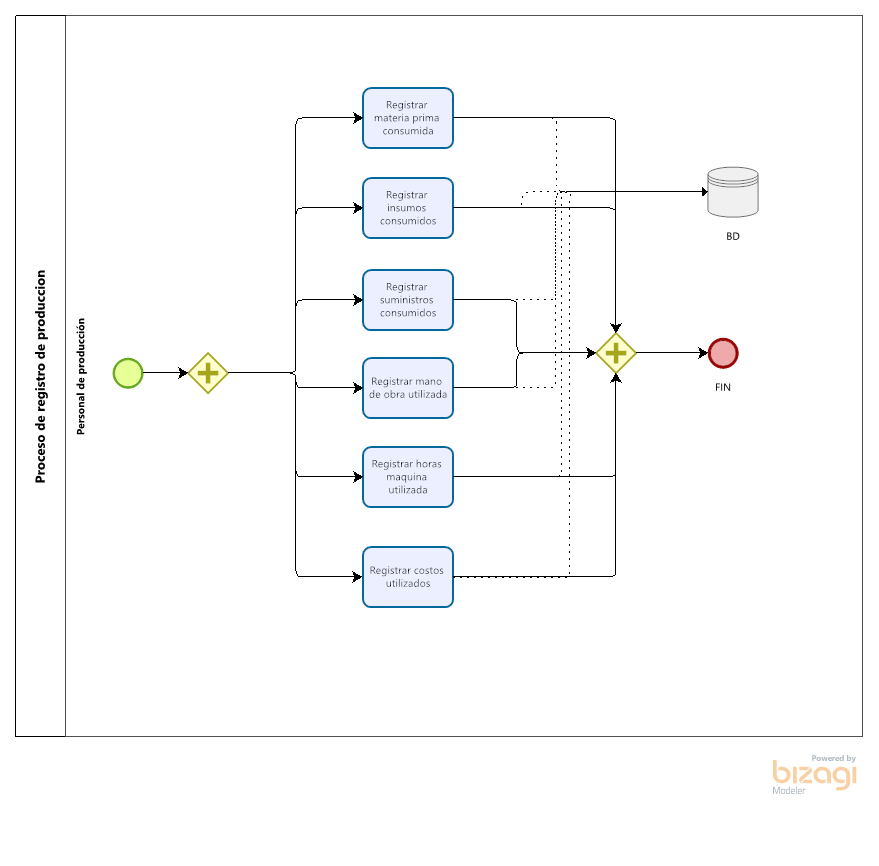 Proceso de registro de produccion
Personal de producción
Registrar
materia prima
consumida
Registrar
insumos
consumidos
Registrar
suministros
consumidos
Registrar mano
de obra utilizada
Registrar horas
maquina
utilizada
Registrar costos
utilizados
BD
FIN
Powered by
bizagi
Modeler